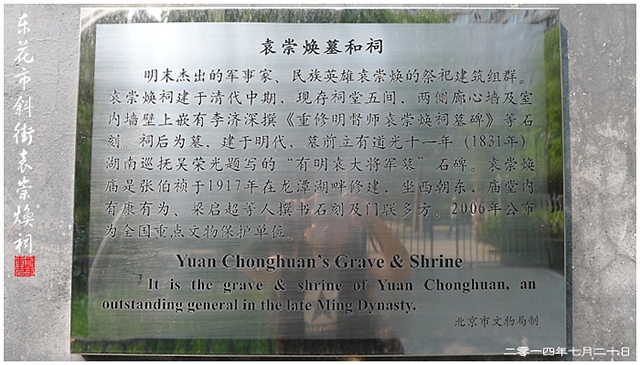 东花市斜街袁崇焕祠
袁崇焕墓和祠
明末杰出的军事家、民族英雄袁崇焕的祭祀建筑组群。
袁崇焕祠建于清代中期，现存祠堂五间，两侧廊心墙及室
内墙壁上嵌有李济深撰《重修明督师袁崇焕祠墓碑》等石
刻。祠后为墓，建于明代，墓前立有道光十一年（1831年）
湖南巡抚吴荣光题写的“有明袁大将军墓”石碑。袁崇焕
庙是张伯桢于1917年在龙潭湖畔修建，坐西朝东，庙堂内
有康有为、梁启超等人撰书石刻及门联多方。2006年公布
为全国重点文物保护单位。
Yuan Chonghuan's Grave & Shrine
It is the grave & shrine of Yuan Chonghuan, an
outstanding general in the late Ming Dynasty.
北京市文物局制
二零一四年七月二十日